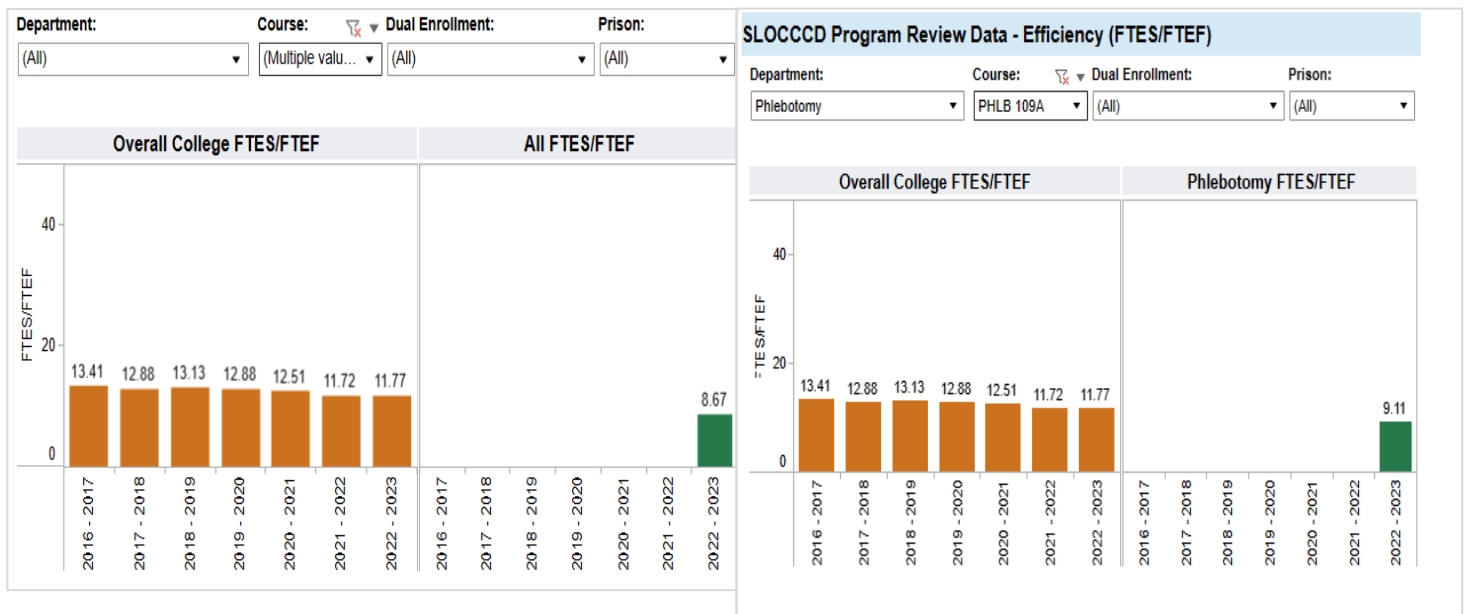 Department: Course: Dual Enrollment: Prison:
(All) (Multiple valu... (All) (All)
Overall College FTES/FTEF All FTES/FTEF
FTES/FTEF
40
20
0
13.41 12.88 13.13 12.88 12.51 11.72 11.77
8.67
2016 - 2017
2017 - 2018
2018 - 2019
2019 - 2020
2020 - 2021
2021 - 2022
2022 - 2023
2016 - 2017
2017 - 2018
2018 - 2019
2019 - 2020
2020 - 2021
2021 - 2022
2022 - 2023
SLOCCCD Program Review Data - Efficiency (FTES/FTEF)
Department: Course: Dual Enrollment: Prison:
Phlebotomy PHLB 109A (All) (All)
Overall College FTES/FTEF Phlebotomy FTES/FTEF
FTES/FTEF
40
20
0
13.41 12.88 13.13 12.88 12.51 11.72 11.77
9.11
2016 - 2017
2017 - 2018
2018 - 2019
2019 - 2020
2020 - 2021
2021 - 2022
2022 - 2023
2016 - 2017
2017 - 2018
2018 - 2019
2019 - 2020
2020 - 2021
2021 - 2022
2022 - 2023